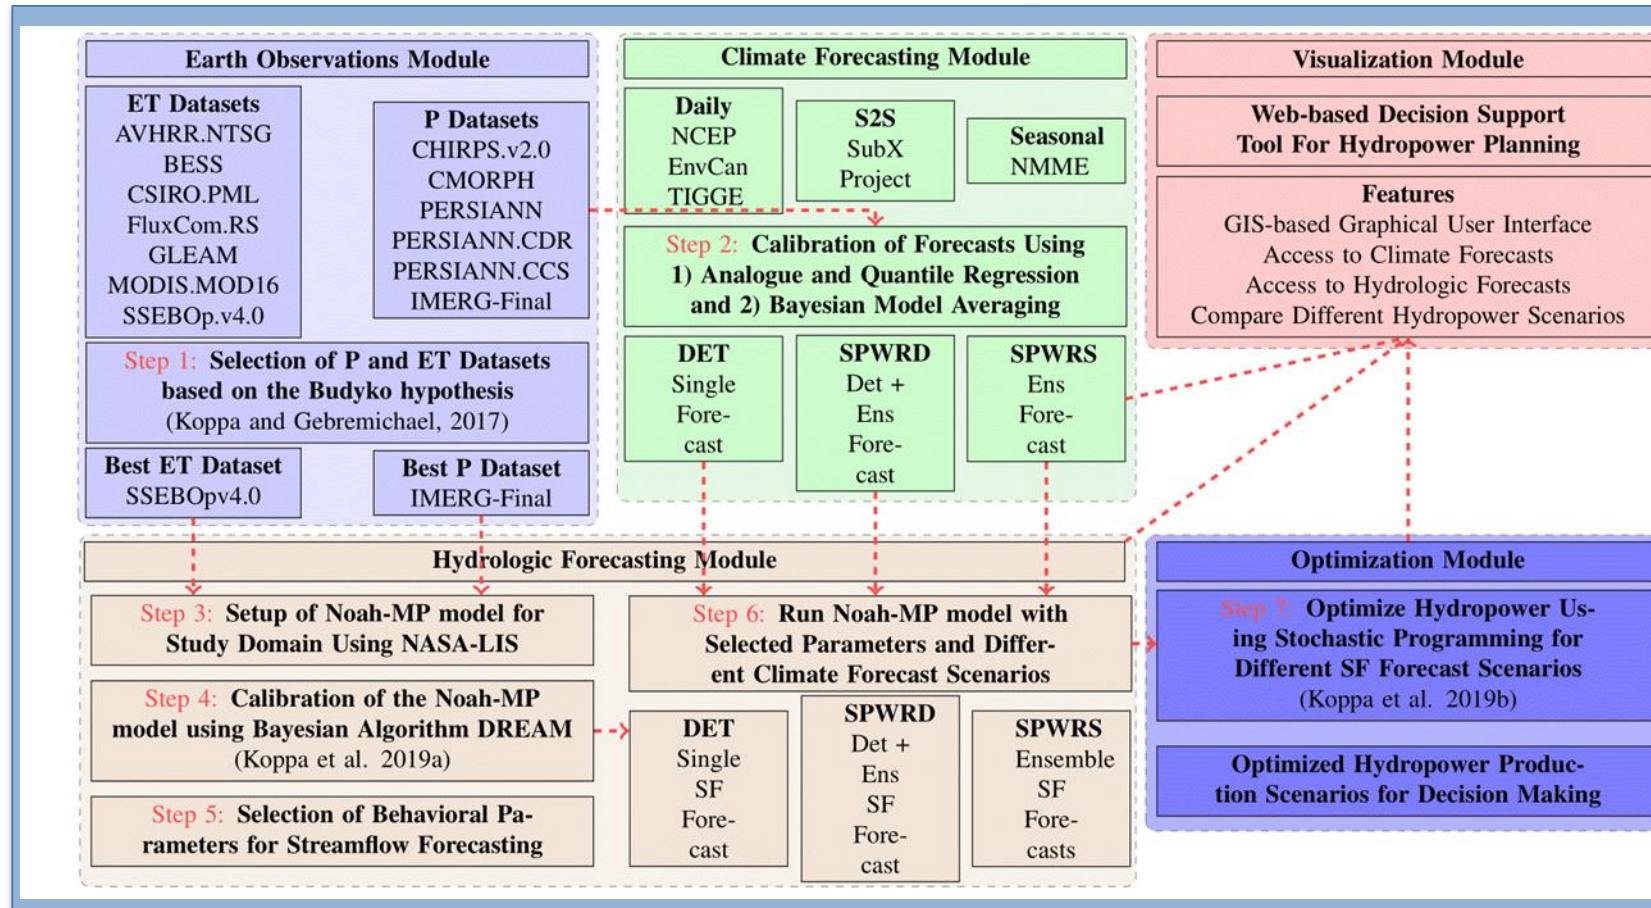 Earth Observations Module
ET Datasets
AVHRR.NTSG
BESS
CSIRO.PML
FluxCom.RS
GLEAM
MODIS.MOD16
SSEBOp.v4.0
P Datasets
CHIRPS.v2.0
CMORPH
PERSIANN
PERSIANN.CDR
PERSIANN.CCS
IMERG-Final
Step 1: Selection of P and ET Datasets
based on the Budyko hypothesis
(Koppa and Gebremichael, 2017)
Best ET Dataset
SSEBOpv4.0
Best P Dataset
IMERG-Final
Climate Forecasting Module
Daily
NCEP
EnvCan
TIGGE
S2S
SubX
Project
Seasonal
NMME
Step 2: Calibration of Forecasts Using
1) Analogue and Quantile Regression
and 2) Bayesian Model Averaging
DET
Single
Fore-
cast
SPWRD
Det +
Ens
Fore-
cast
SPWRS
Ens
Fore-
cast
Visualization Module
Web-based Decision Support
Tool For Hydropower Planning
Features
GIS-based Graphical User Interface
Access to Climate Forecasts
Access to Hydrologic Forecasts
Compare Different Hydropower Scenarios
Hydrologic Forecasting Module
Step 3: Setup of Noah-MP model for
Study Domain Using NASA-LIS
Step 4: Calibration of the Noah-MP
model using Bayesian Algorithm DREAM
(Koppa et al. 2019a)
Step 5: Selection of Behavioral Pa-
rameters for Streamflow Forecasting
Step 6: Run Noah-MP model with
Selected Parameters and Differ-
ent Climate Forecast Scenarios
DET
Single
SF
Fore-
cast
SPWRD
Det +
Ens
SF
Fore-
cast
SPWRS
Ensemble
SF
Fore-
casts
Optimization Module
Step 7: Optimize Hydropower Us-
ing Stochastic Programming for
Different SF Forecast Scenarios
(Koppa et al. 2019b)
Optimized Hydropower Produc-
tion Scenarios for Decision Making